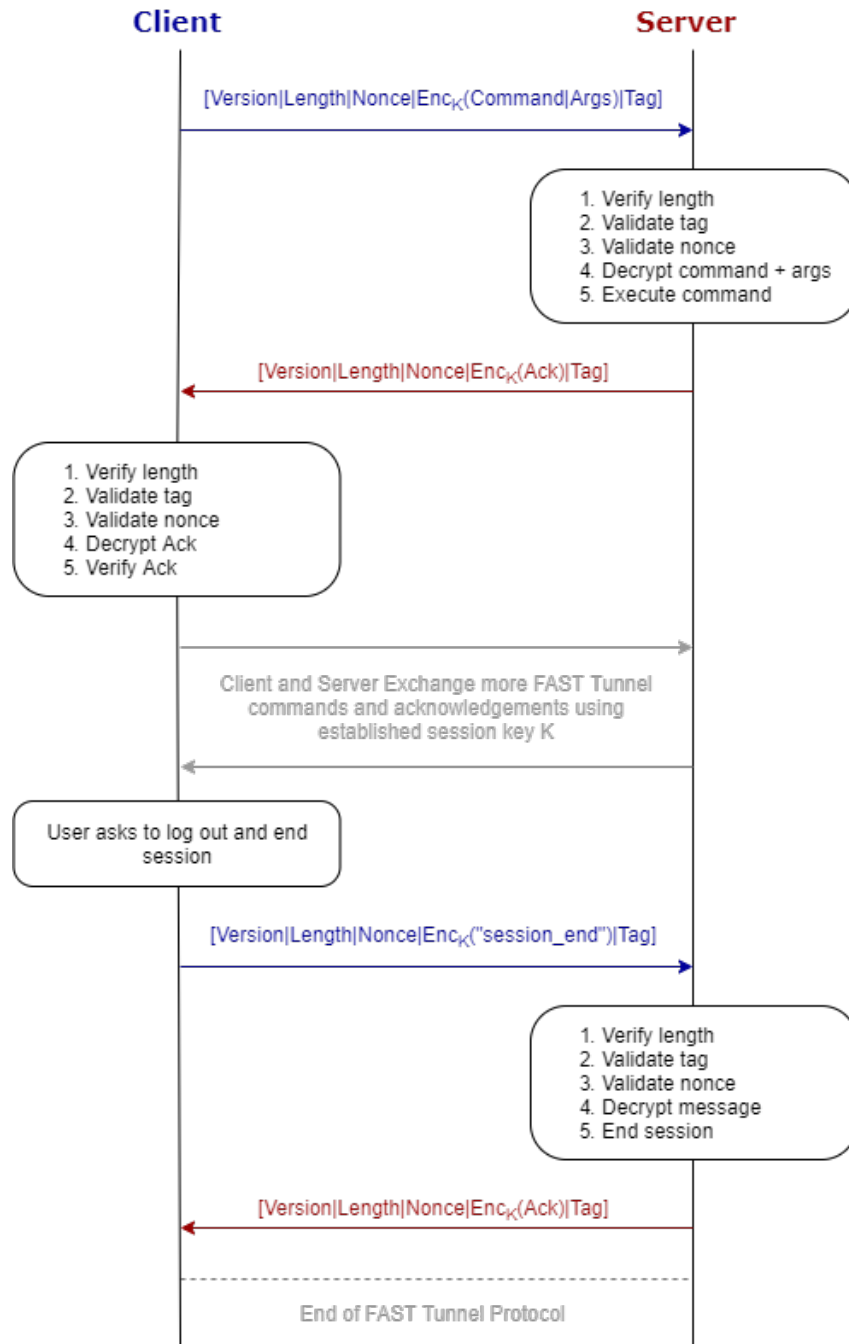 Client
Server
[Version|Length|Nonce|Enc_K(Command|Args)|Tag]
1. Verify length
2. Validate tag
3. Validate nonce
4. Decrypt command + args
5. Execute command
[Version|Length|Nonce|Enc_K(Ack)|Tag]
1. Verify length
2. Validate tag
3. Validate nonce
4. Decrypt Ack
5. Verify Ack
Client and Server Exchange more FAST Tunnel
commands and acknowledgements using
established session key K
User asks to log out and end
session
[Version|Length|Nonce|Enc_K("session_end")|Tag]
1. Verify length
2. Validate tag
3. Validate nonce
4. Decrypt message
5. End session
[Version|Length|Nonce|Enc_K(Ack)|Tag]
End of FAST Tunnel Protocol